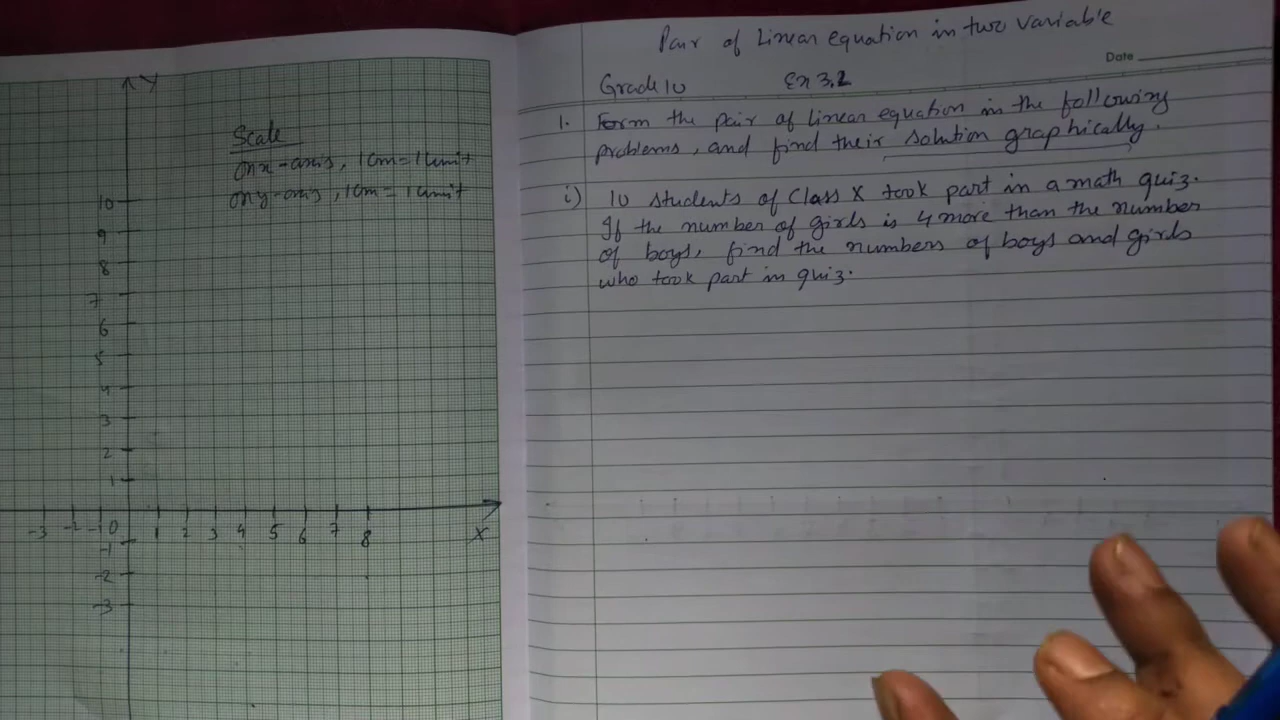 Y
Scale
On x-axis, 1cm = 1 unit
on y-axis, 1cm = 1 unit
10
9
8
7
6
5
4
3
2
1
-3 -2 -1 0 1 2 3 4 5 6 7 8 X
-1
-2
-3
Pair of Linear equation in two variable
Date
Grade 10 Ex 3.2
1. Form the pair of linear equation in the following
problems, and find their solution graphically.
i) 10 students of Class X took part in a math quiz.
If the number of girls is 4 more than the number
of boys, find the numbers of boys and girls
who took part in quiz.